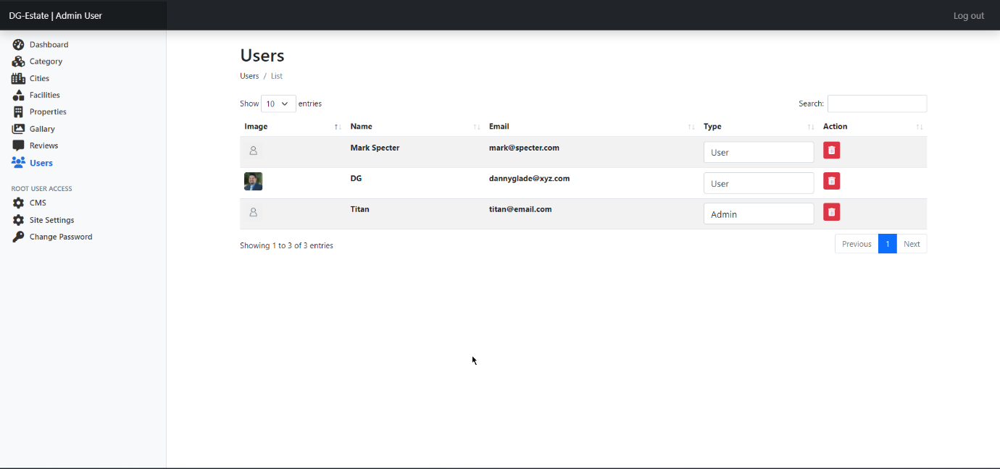 DG-Estate | Admin User
Log out
Dashboard
Category
Cities
Facilities
Properties
Gallary
Reviews
Users
ROOT USER ACCESS
CMS
Site Settings
Change Password
Users
Users / List
Show 10 entries
Search:
Image Name Email Type Action
Mark Specter mark@specter.com User
DG dannyglade@xyz.com User
Titan titan@email.com Admin
Showing 1 to 3 of 3 entries
Previous 1 Next